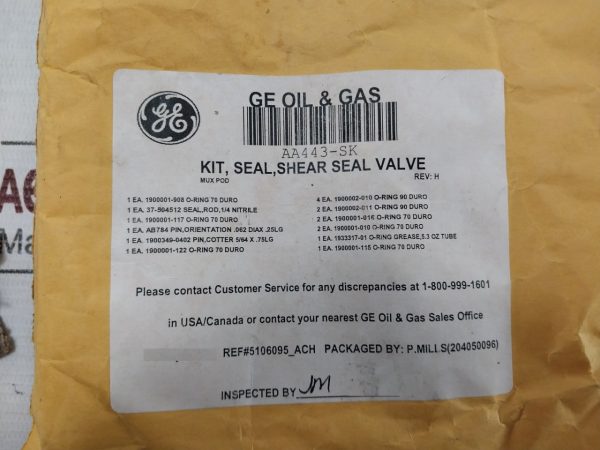 GE
GE OIL & GAS
AA443-SK
KIT, SEAL,SHEAR SEAL VALVE
MUX POD
REV: H
1 EA. 1900001-908 O-RING 70 DURO
1 EA. 37-504512 SEAL,ROD,1/4 NITRILE
1 EA. 1900001-117 O-RING 70 DURO
1 EA. AB784 PIN,ORIENTATION .062 DIAX .25LG
1 EA. 1900349-0402 PIN,COTTER 5/64 X .75LG
1 EA. 1900001-122 O-RING 70 DURO
4 EA. 1900002-010 O-RING 90 DURO
2 EA. 1900002-011 O-RING 90 DURO
2 EA. 1900001-016 O-RING 70 DURO
2 EA. 1900001-010 O-RING 70 DURO
1 EA. 1933317-01 O-RING GREASE,5.3 OZ TUBE
1 EA. 1900001-115 O-RING 70 DURO
Please contact Customer Service for any discrepancies at 1-800-999-1601
in USA/Canada or contact your nearest GE Oil & Gas Sales Office
REF#5106095_ACH PACKAGED BY: P.MILLS(204050096)
INSPECTED BY